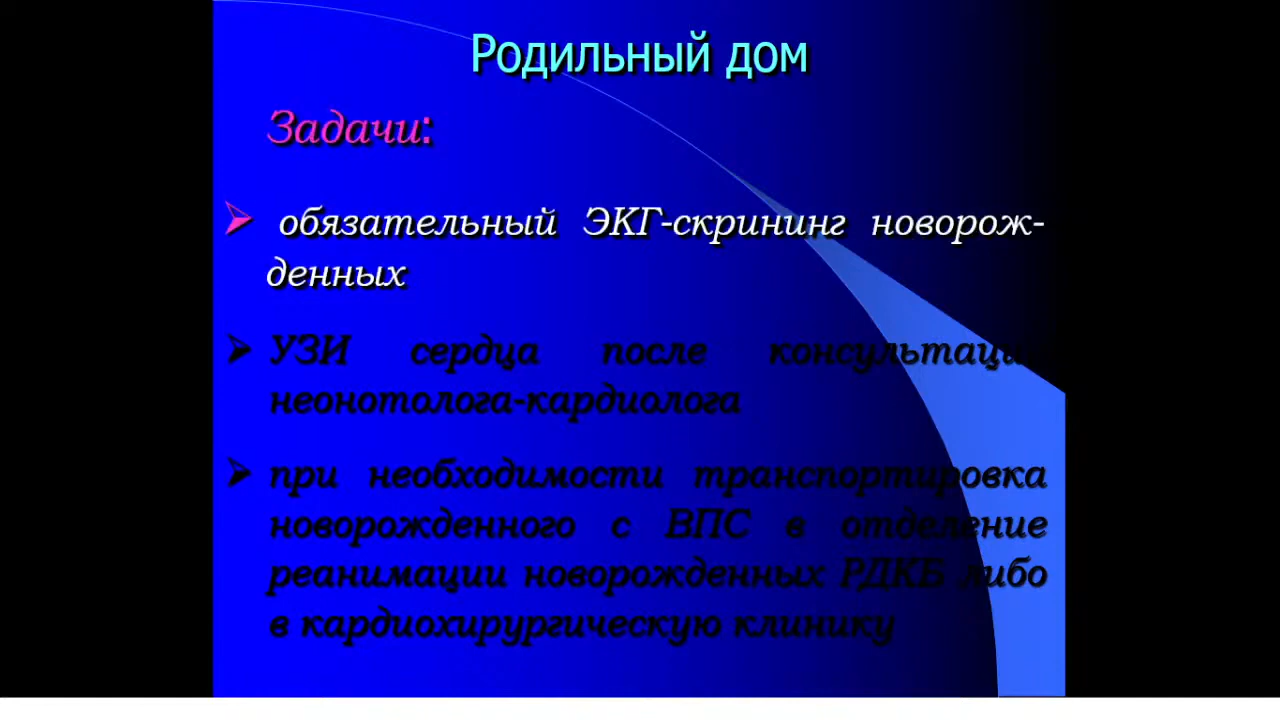 Родильный дом
Задачи:
обязательный ЭКГ-скрининг новорож-
денных
УЗИ сердца после консультации
неонотолога-кардиолога
при необходимости транспортировка
новорожденного с ВПС в отделение
реанимации новорожденных РДКБ либо
в кардиохирургическую клинику